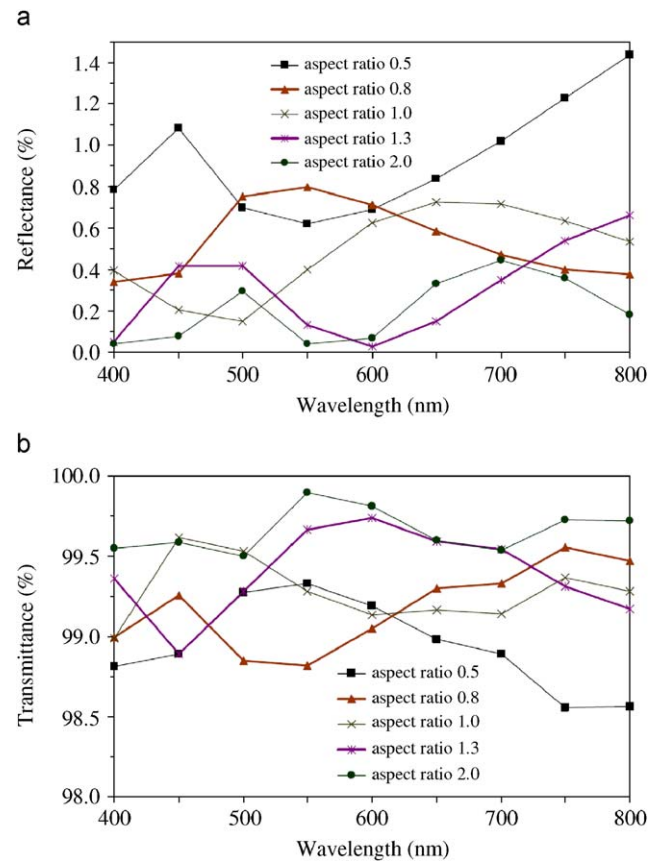 a
1.4
1.2
1.0
0.8
0.6
0.4
0.2
0.0
Reflectance (%)
aspect ratio 0.5
aspect ratio 0.8
aspect ratio 1.0
aspect ratio 1.3
aspect ratio 2.0
400 500 600 700 800
Wavelength (nm)
b
100.0
99.5
99.0
98.5
98.0
Transmittance (%)
aspect ratio 0.5
aspect ratio 0.8
aspect ratio 1.0
aspect ratio 1.3
aspect ratio 2.0
400 500 600 700 800
Wavelength (nm)